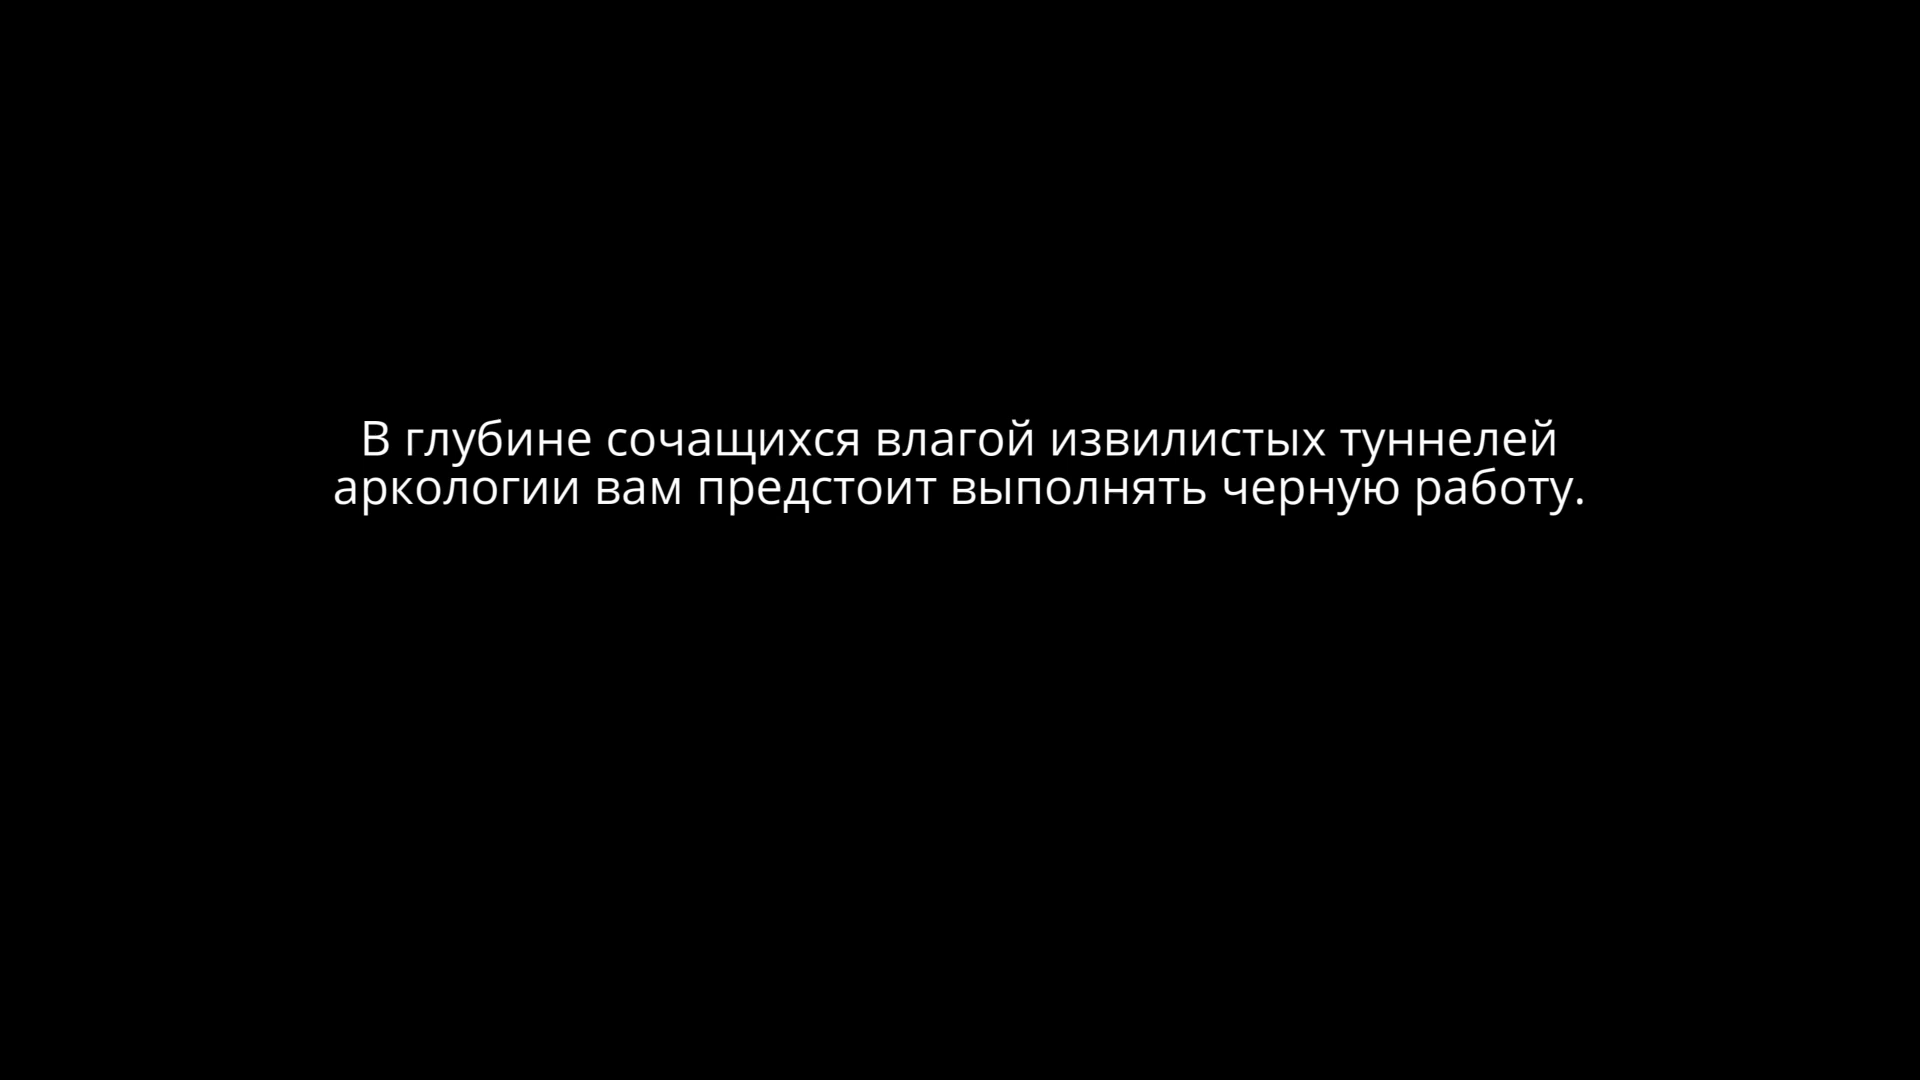 В глубине сочащихся влагой извилистых туннелей
аркологии вам предстоит выполнять черную работу.